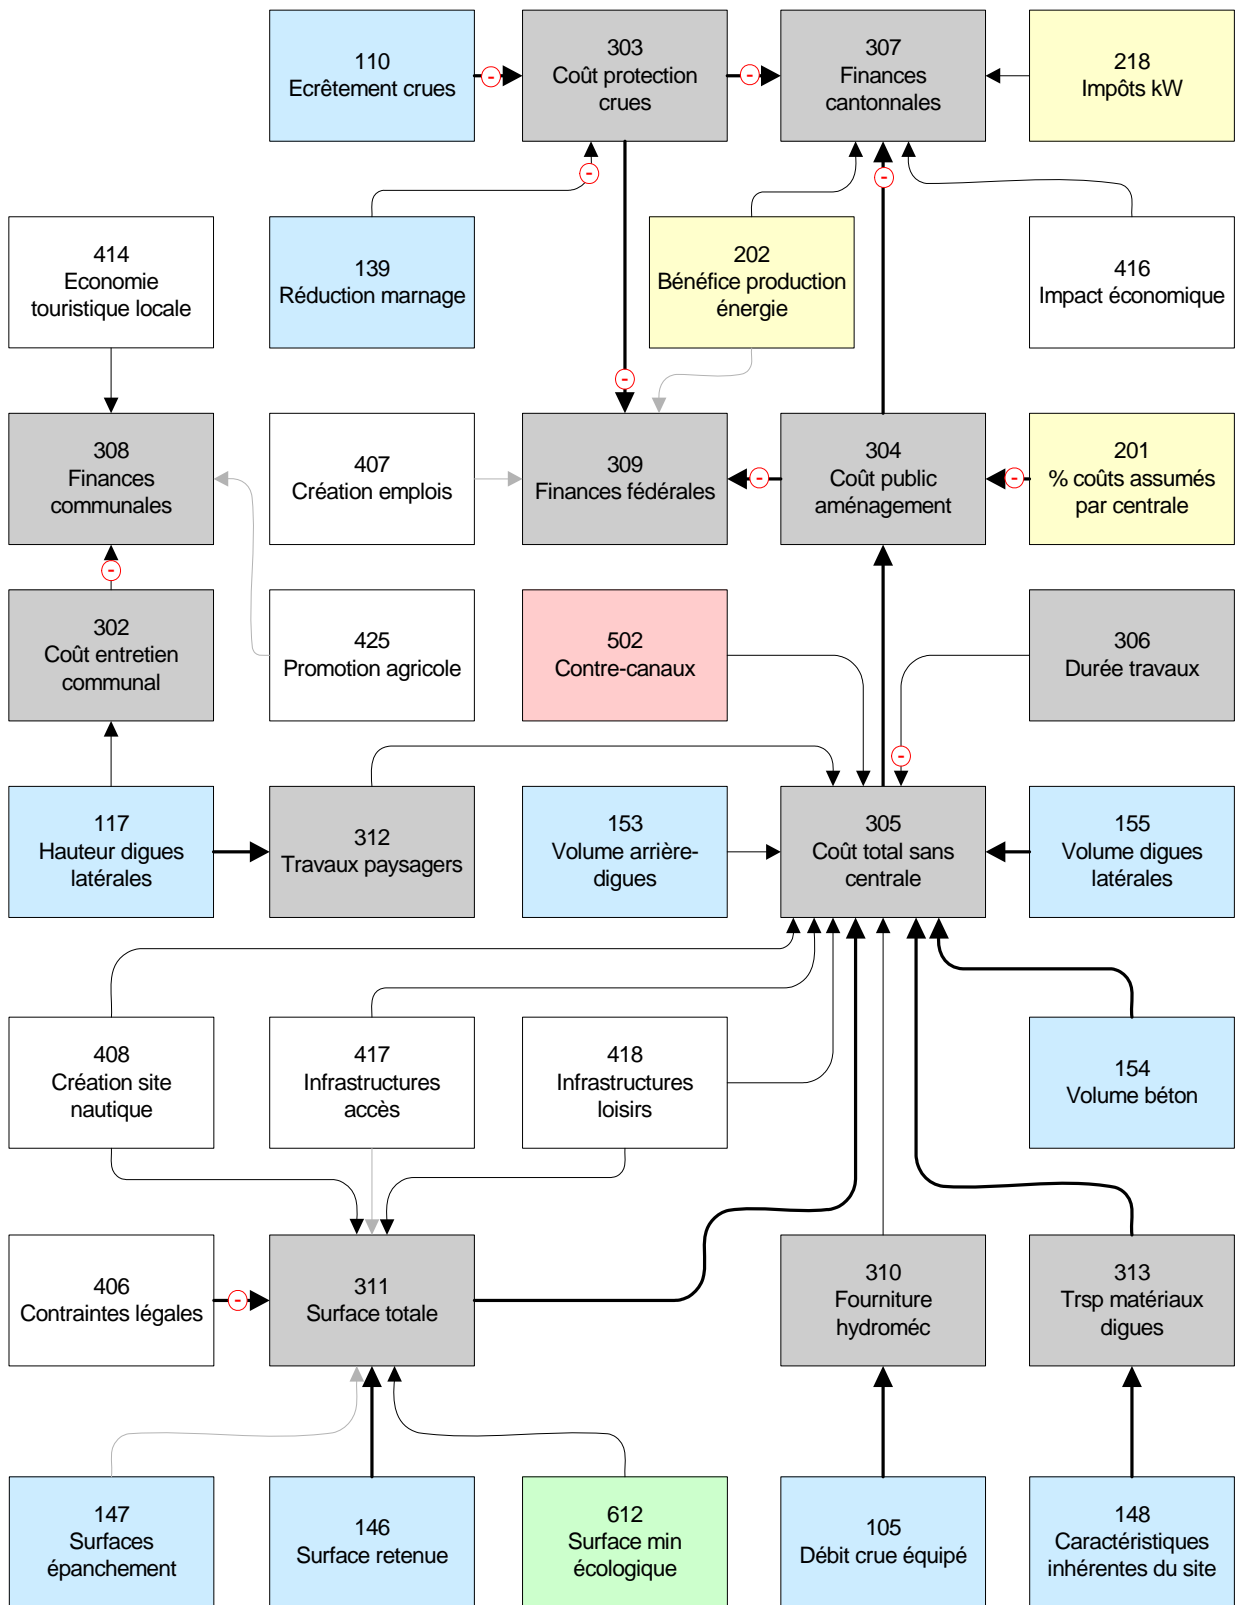 110
Ecrêtement crues
-
303
Coût protection
crues
-
307
Finances
cantonnales
218
Impôts kW
-
-
414
Economie
touristique locale
139
Réduction marnage
202
Bénéfice production
énergie
416
Impact économique
-
308
Finances
communales
407
Création emplois
309
Finances fédérales
-
304
Coût public
aménagement
-
201
% coûts assumés
par centrale
-
302
Coût entretien
communal
425
Promotion agricole
502
Contre-canaux
306
Durée travaux
-
117
Hauteur digues
latérales
312
Travaux paysagers
153
Volume arrière-
digues
305
Coût total sans
centrale
155
Volume digues
latérales
408
Création site
nautique
417
Infrastructures
accès
418
Infrastructures
loisirs
154
Volume béton
406
Contraintes légales
-
311
Surface totale
310
Fourniture
hydroméc
313
Trsp matériaux
digues
147
Surfaces
épanchement
146
Surface retenue
612
Surface min
écologique
105
Débit crue équipé
148
Caractéristiques
inhérentes du site